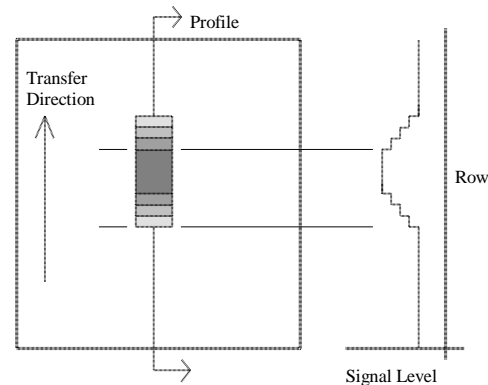 Profile
Transfer
Direction
Row
Signal Level